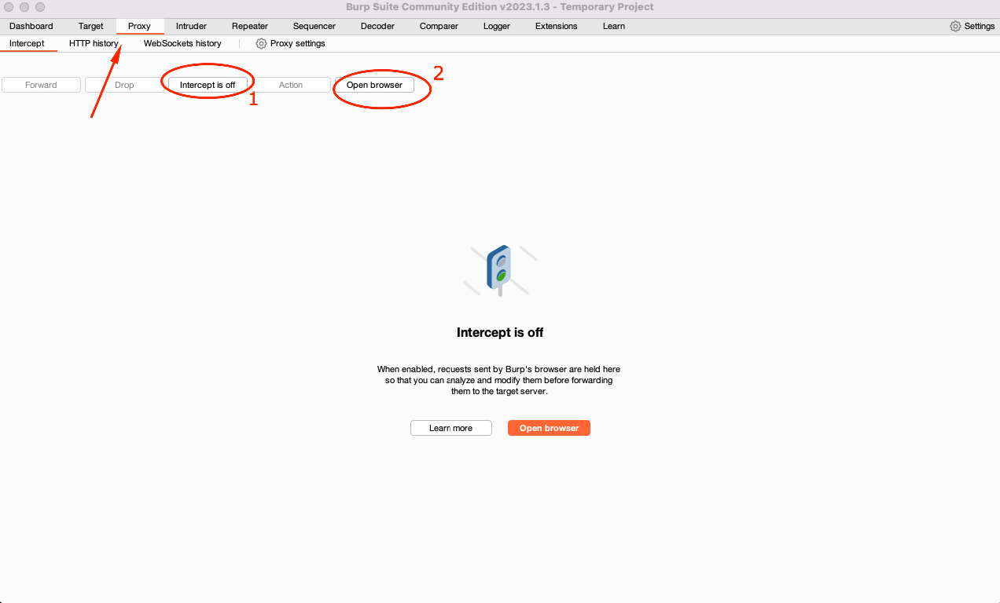 Burp Suite Community Edition v2023.1.3 - Temporary Project
Dashboard Target Proxy Intruder Repeater Sequencer Decoder Comparer Logger Extensions Learn Settings
Intercept HTTP history WebSockets history Proxy settings
Forward Drop Intercept is off Action Open browser 2
1
Intercept is off
When enabled, requests sent by Burp's browser are held here
so that you can analyze and modify them before forwarding
them to the target server.
Learn more Open browser